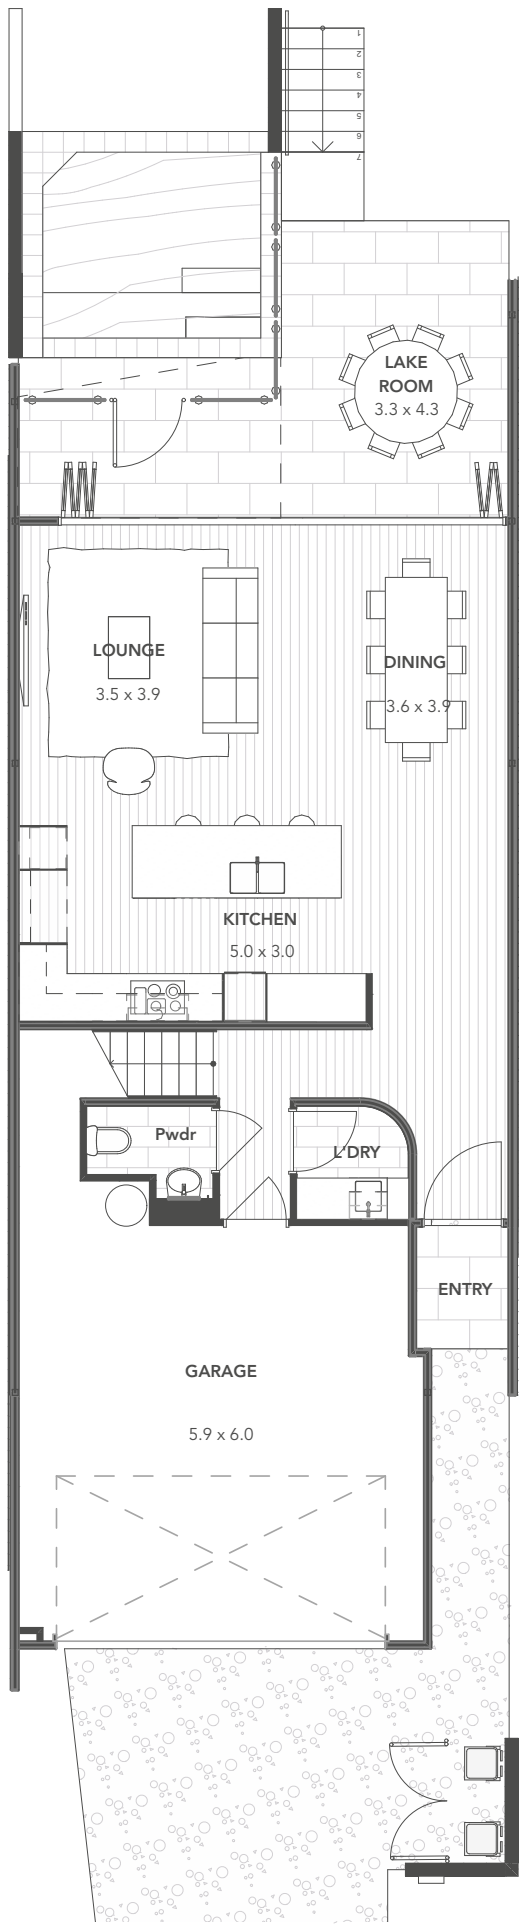 1
2
3
4
5
6
7
LAKE
ROOM
3.3 x 4.3
LOUNGE
3.5 x 3.9
DINING
3.6 x 3.9
KITCHEN
5.0 x 3.0
Pwdr
L'DRY
ENTRY
GARAGE
5.9 x 6.0